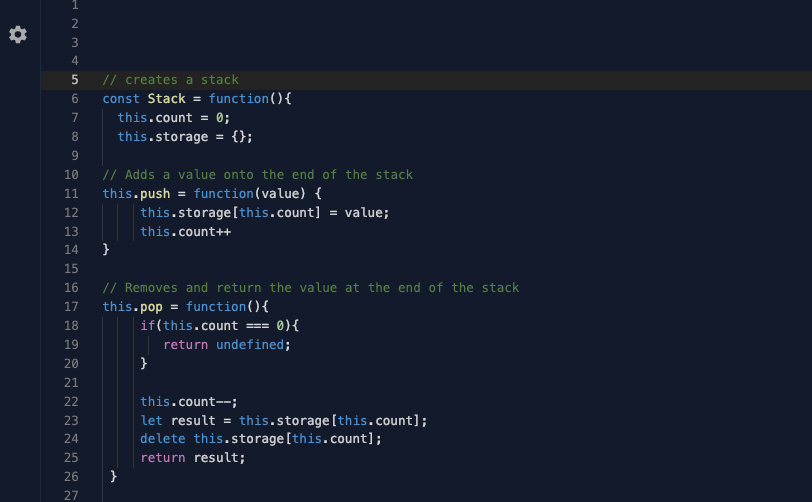 1
2
3
4
5 // creates a stack
6 const Stack = function(){
7 this.count = 0;
8 this.storage = {};
9
10 // Adds a value onto the end of the stack
11 this.push = function(value) {
12 this.storage[this.count] = value;
13 this.count++
14 }
15
16 // Removes and return the value at the end of the stack
17 this.pop = function(){
18 if(this.count === 0){
19 return undefined;
20 }
21
22 this.count--;
23 let result = this.storage[this.count];
24 delete this.storage[this.count];
25 return result;
26 }
27